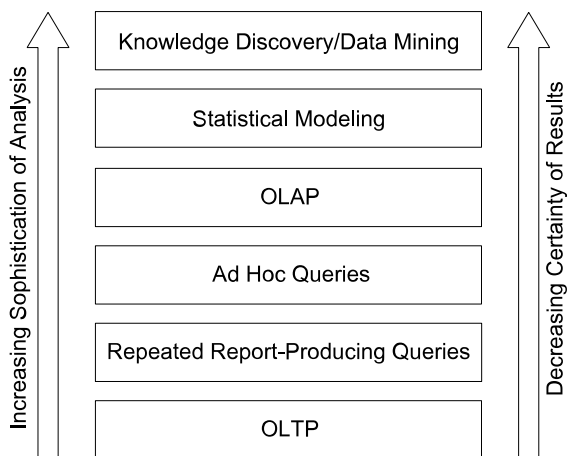 Increasing Sophistication of Analysis
Knowledge Discovery/Data Mining
Statistical Modeling
OLAP
Ad Hoc Queries
Repeated Report-Producing Queries
OLTP
Decreasing Certainty of Results